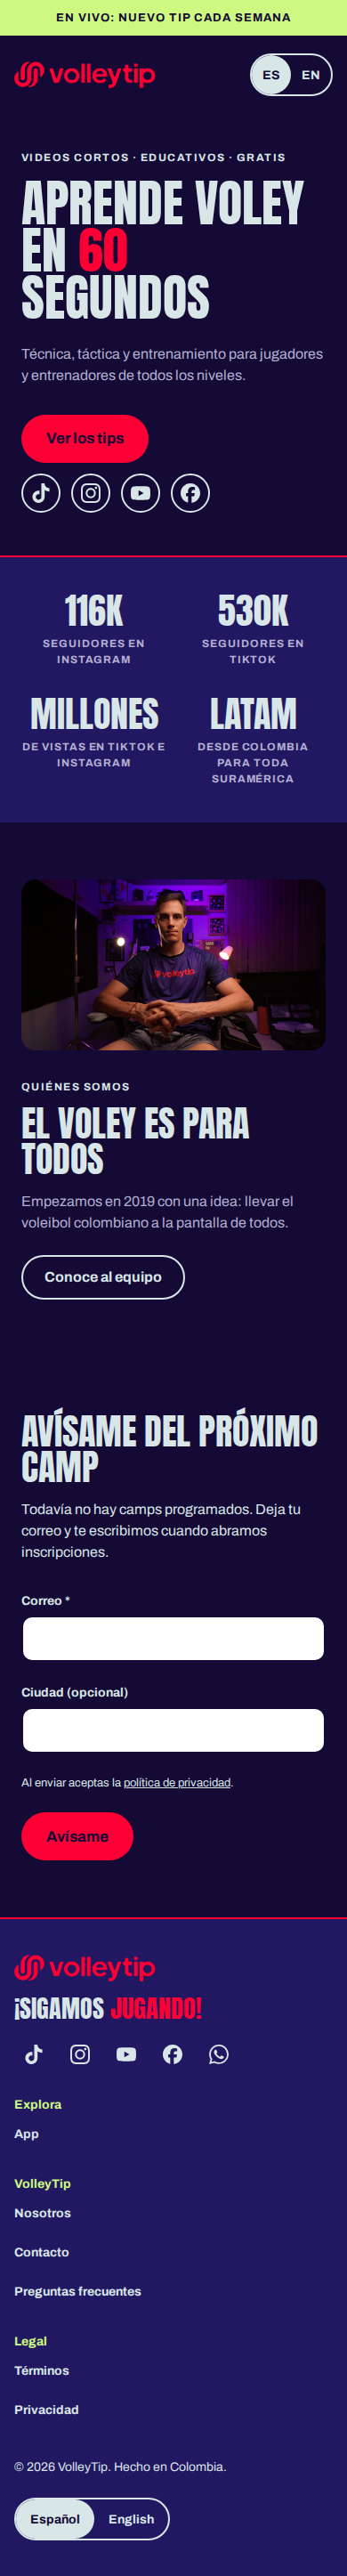 EN VIVO: NUEVO TIP CADA SEMANA
volleytip
ES EN
VIDEOS CORTOS · EDUCATIVOS · GRATIS
APRENDE VOLEY
EN 60
SEGUNDOS
Técnica, táctica y entrenamiento para jugadores
y entrenadores de todos los niveles.
Ver los tips
116K
SEGUIDORES EN
INSTAGRAM
530K
SEGUIDORES EN
TIKTOK
MILLONES
DE VISTAS EN TIKTOK E
INSTAGRAM
LATAM
DESDE COLOMBIA
PARA TODA
SURAMÉRICA
volleytip
QUIÉNES SOMOS
EL VOLEY ES PARA
TODOS
Empezamos en 2019 con una idea: llevar el
voleibol colombiano a la pantalla de todos.
Conoce al equipo
AVÍSAME DEL PRÓXIMO
CAMP
Todavía no hay camps programados. Deja tu
correo y te escribimos cuando abramos
inscripciones.
Correo *
Ciudad (opcional)
Al enviar aceptas la política de privacidad.
Avísame
volleytip
¡SIGAMOS JUGANDO!
Explora
App
VolleyTip
Nosotros
Contacto
Preguntas frecuentes
Legal
Términos
Privacidad
© 2026 VolleyTip. Hecho en Colombia.
Español English